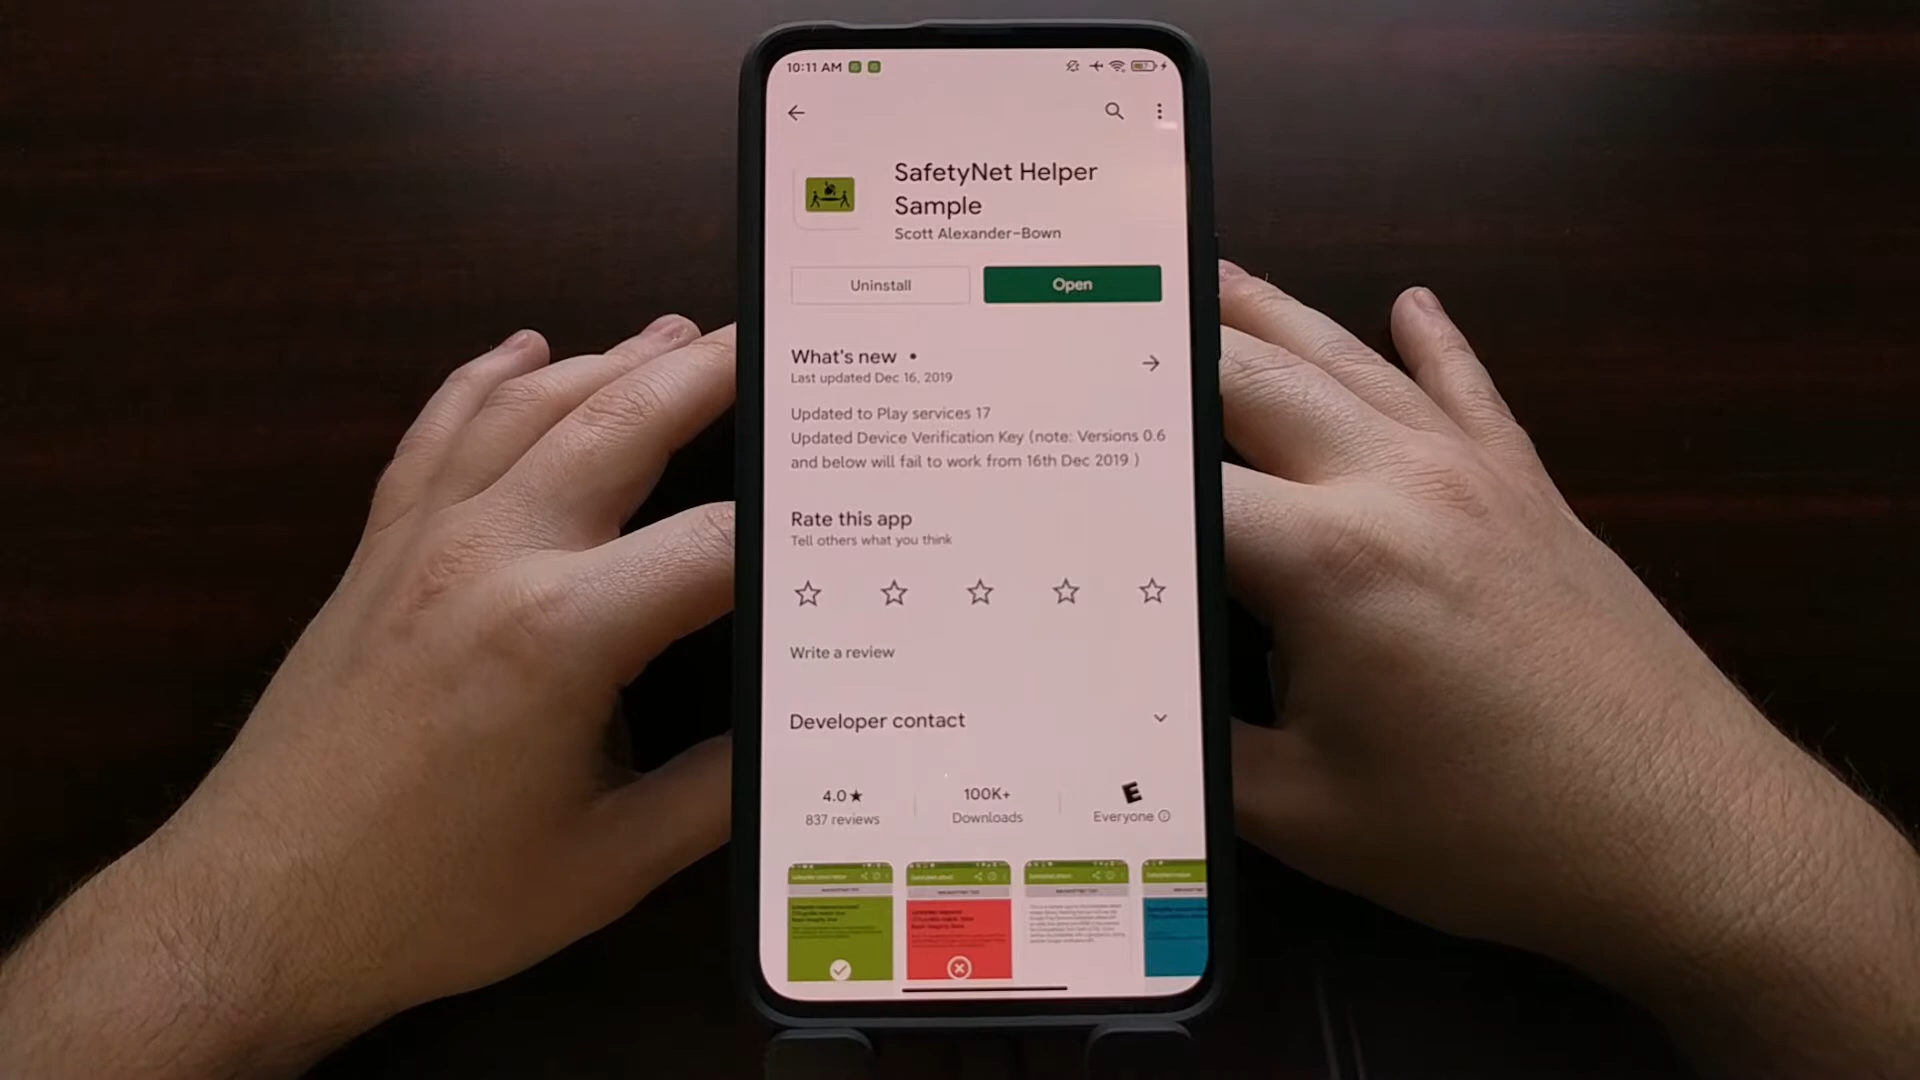 10:11 AM
SafetyNet Helper
Sample
Scott Alexander-Bown
Uninstall
Open
What's new •
Last updated Dec 16, 2019
Updated to Play services 17
Updated Device Verification Key (note: Versions 0.6
and below will fail to work from 16th Dec 2019 )
Rate this app
Tell others what you think
Write a review
Developer contact
4.0★
837 reviews
100K+
Downloads
E
Everyone